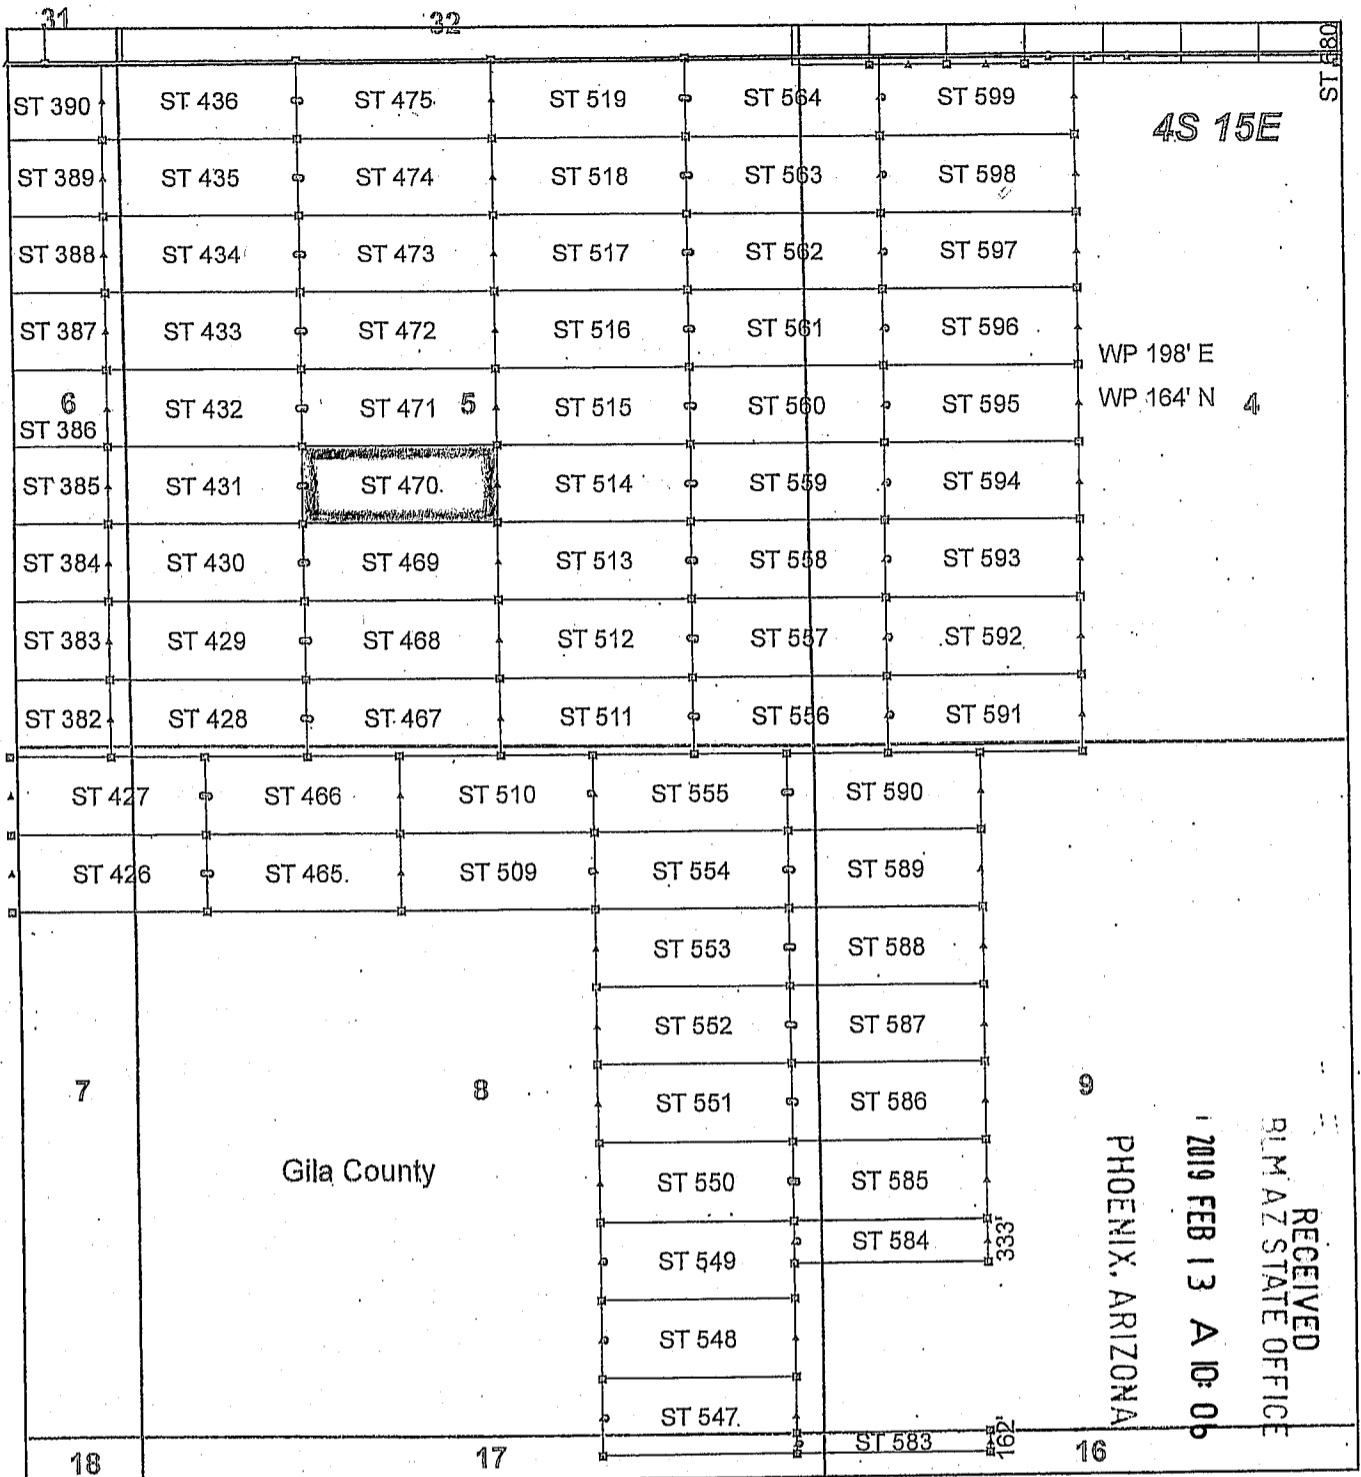 31 32
ST 680
ST 390 ST 436 ST 475 ST 519 ST 564 ST 599
4S 15E
ST 389 ST 435 ST 474 ST 518 ST 563 ST 598
ST 388 ST 434 ST 473 ST 517 ST 562 ST 597
ST 387 ST 433 ST 472 ST 516 ST 561 ST 596
WP 198' E
WP 164' N 4
6 ST 432 ST 471 5 ST 515 ST 560 ST 595
ST 386
ST 385 ST 431 ST 470 ST 514 ST 559 ST 594
ST 384 ST 430 ST 469 ST 513 ST 558 ST 593
ST 383 ST 429 ST 468 ST 512 ST 557 ST 592
ST 382 ST 428 ST 467 ST 511 ST 556 ST 591
ST 427 ST 466 ST 510 ST 555 ST 590
ST 426 ST 465 ST 509 ST 554 ST 589
ST 553 ST 588
ST 552 ST 587
7 8 9
ST 551 ST 586
Gila County
ST 550 ST 585
ST 584 333'
ST 549
ST 548
ST 547
ST 583 162'
18 17 16
RECEIVED
BLM AZ STATE OFFICE
2019 FEB 13 A 10: 06
PHOENIX, ARIZONA